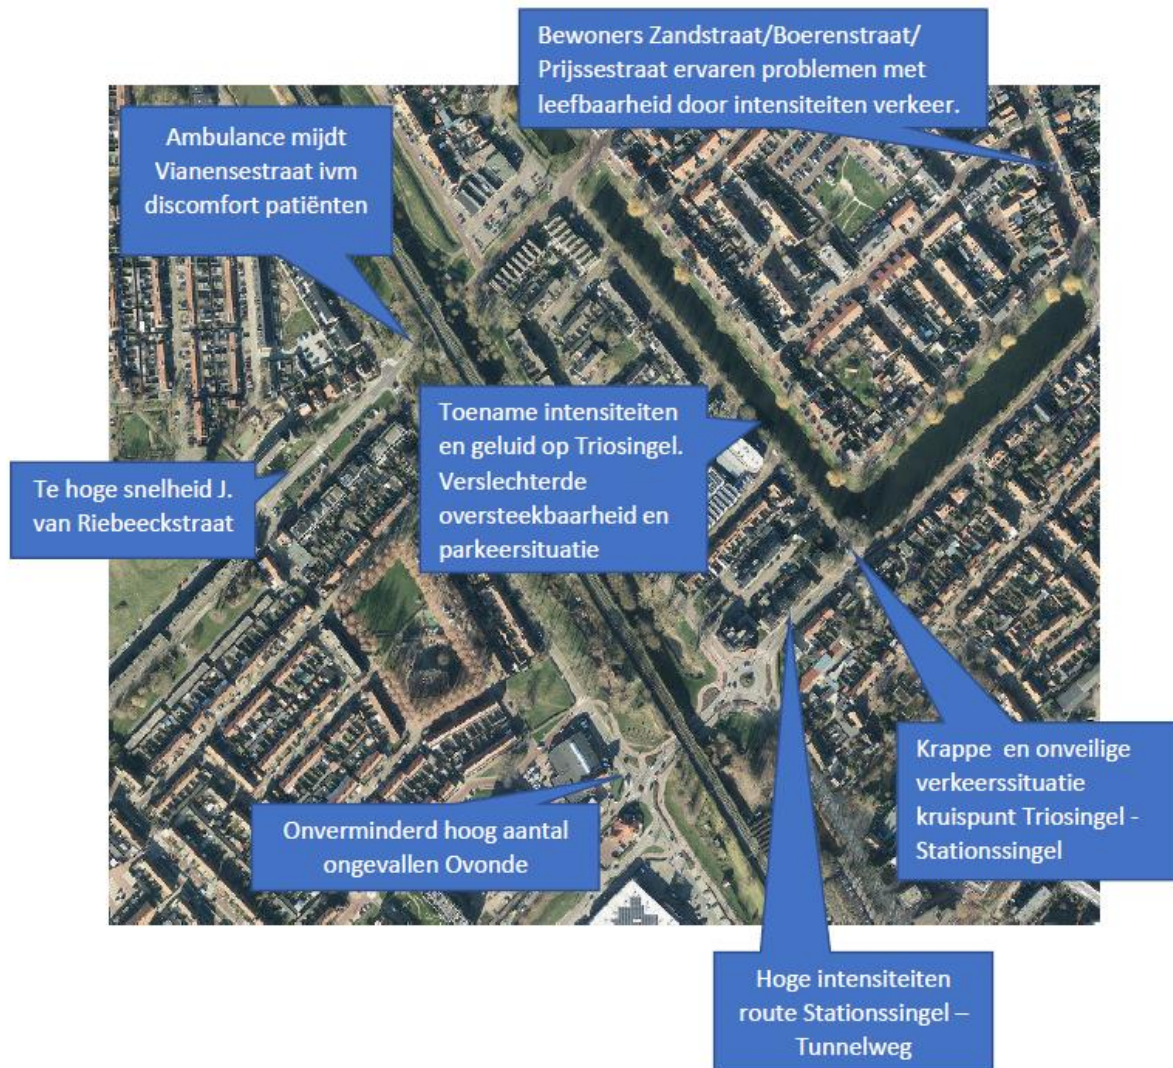 Bewoners Zandstraat/Boerenstraat/
Prijssestraat ervaren problemen met
leefbaarheid door intensiteiten verkeer.
Ambulance mijdt
Vianensestraat ivm
discomfort patiënten
Toename intensiteiten
en geluid op Triosingel.
Verslechterde
oversteekbaarheid en
parkeersituatie
Te hoge snelheid J.
van Riebeeckstraat
Krappe en onveilige
verkeerssituatie
kruispunt Triosingel -
Stationssingel
Onverminderd hoog aantal
ongevallen Ovonde
Hoge intensiteiten
route Stationssingel –
Tunnelweg